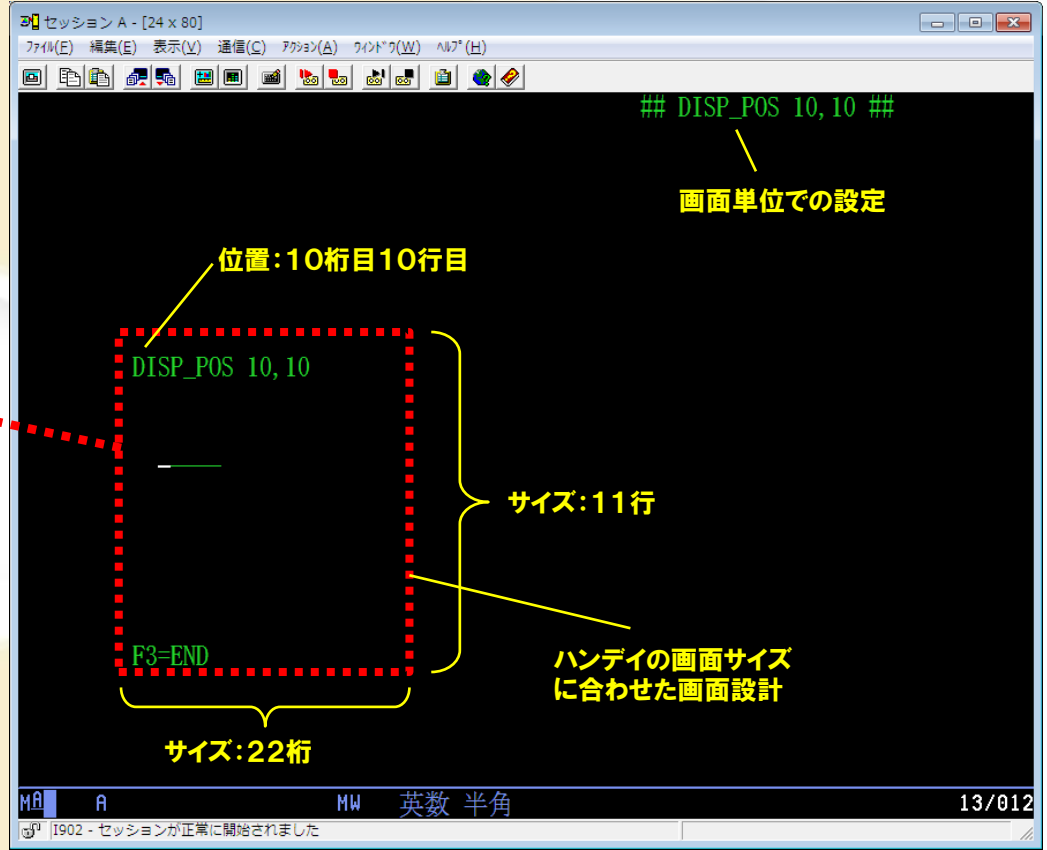 セッション A - [24 x 80]
ﾌｧｲﾙ(F) 編集(E) 表示(V) 通信(C) ｱｸｼｮﾝ(A) ｳｨﾝﾄﾞｳ(W) ﾍﾙﾌﾟ(H)
## DISP_POS 10,10 ##
画面単位での設定
位置：１０桁目１０行目
DISP_POS 10,10
サイズ：１１行
F3=END
ハンデイの画面サイズ
に合わせた画面設計
サイズ：２２桁
MA A MW 英数 半角 13/012
I902 - セッションが正常に開始されました